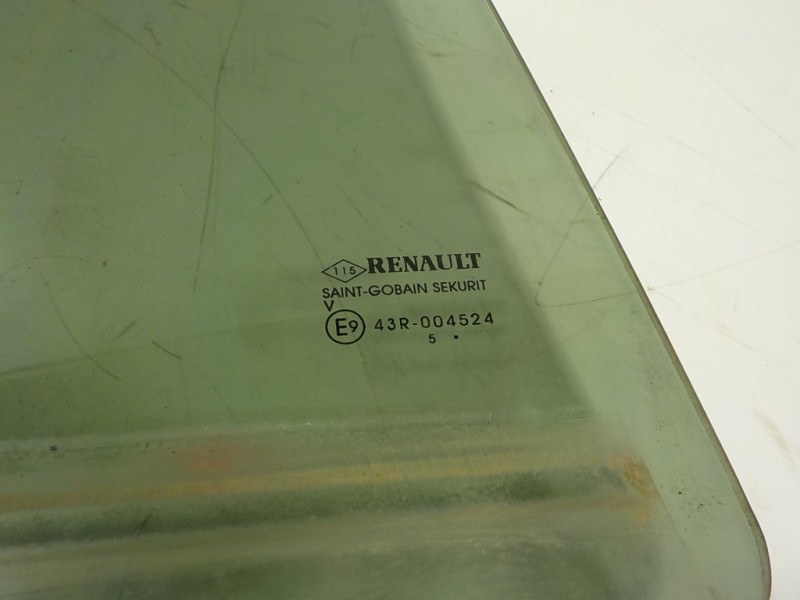 115 RENAULT
SAINT-GOBAIN SEKURIT
V
E9 43R-004524
5 •